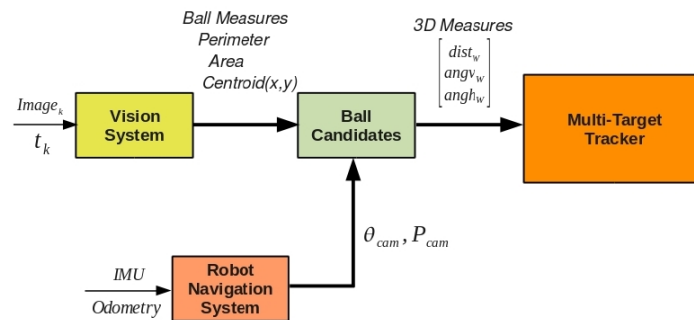 Ball Measures
Perimeter
Area
Centroid(x,y)
3D Measures
dist_w
angv_w
angh_w
Image_k
t_k
Vision
System
Ball
Candidates
Multi-Target
Tracker
θ_cam, P_cam
IMU
Odometry
Robot
Navigation
System